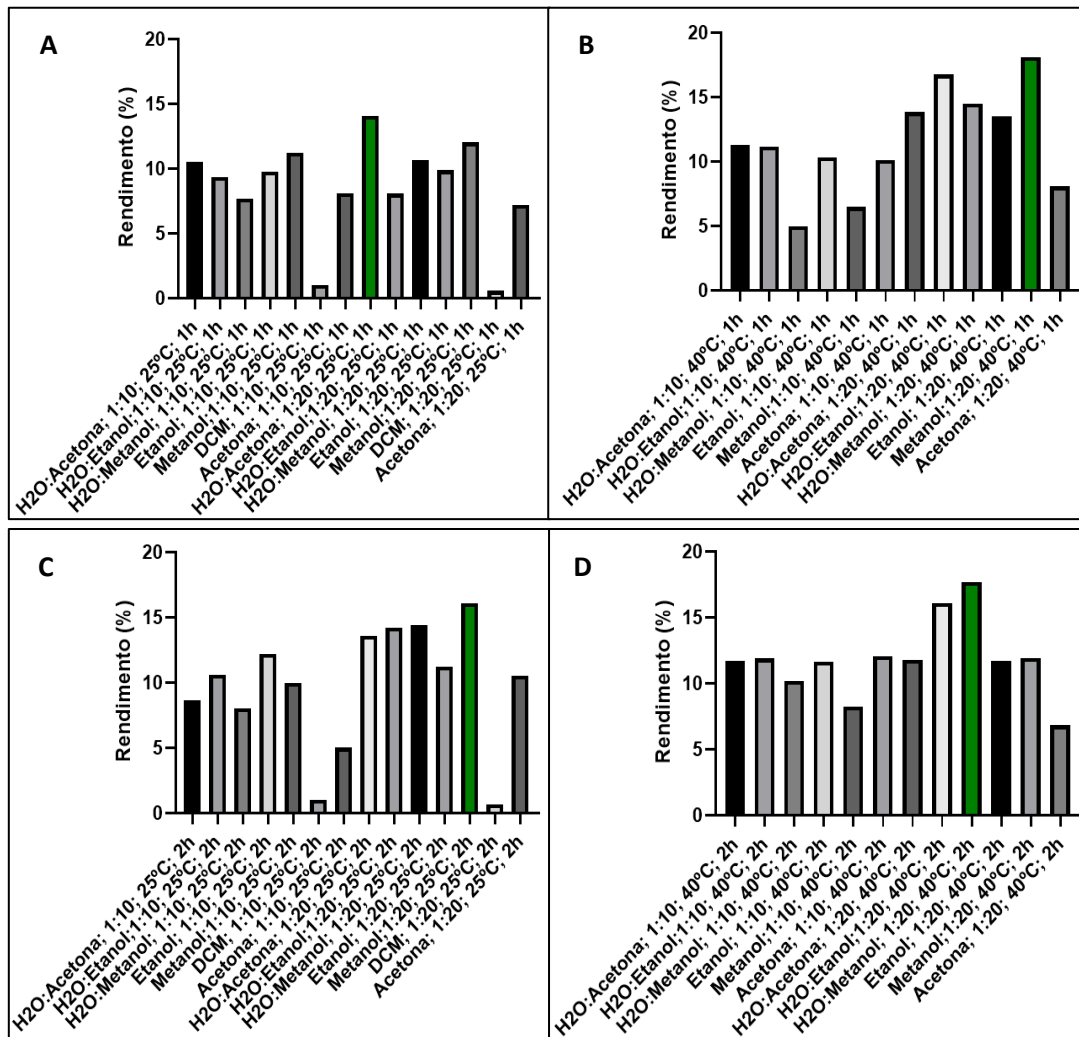 A
Rendimento (%)
20
15
10
5
0
H2O:Acetona; 1:10; 25ºC; 1h
H2O:Etanol;1:10; 25ºC; 1h
H2O:Metanol; 1:10; 25ºC; 1h
Etanol; 1:10; 25ºC; 1h
Metanol;1:10; 25ºC; 1h
DCM; 1:10; 25ºC; 1h
Acetona; 1:10; 25ºC; 1h
H2O:Acetona; 1:20; 25ºC; 1h
H2O:Etanol;1:20; 25ºC; 1h
H2O:Metanol; 1:20; 25ºC; 1h
Etanol; 1:20; 25ºC; 1h
Metanol;1:20; 25ºC; 1h
DCM; 1:20; 25ºC; 1h
Acetona; 1:20; 25ºC; 1h
B
Rendimento (%)
20
15
10
5
0
H2O:Acetona; 1:10; 40ºC; 1h
H2O:Etanol;1:10; 40ºC; 1h
H2O:Metanol; 1:10; 40ºC; 1h
Etanol; 1:10; 40ºC; 1h
Metanol;1:10; 40ºC; 1h
Acetona; 1:10; 40ºC; 1h
H2O:Acetona; 1:20; 40ºC; 1h
H2O:Etanol;1:20; 40ºC; 1h
H2O:Metanol; 1:20; 40ºC; 1h
Etanol; 1:20; 40ºC; 1h
Metanol;1:20; 40ºC; 1h
Acetona; 1:20; 40ºC; 1h
C
Rendimento (%)
20
15
10
5
0
H2O:Acetona; 1:10; 25ºC; 2h
H2O:Etanol;1:10; 25ºC; 2h
H2O:Metanol; 1:10; 25ºC; 2h
Etanol; 1:10; 25ºC; 2h
Metanol;1:10; 25ºC; 2h
DCM; 1:10; 25ºC; 2h
Acetona; 1:10; 25ºC; 2h
H2O:Acetona; 1:20; 25ºC; 2h
H2O:Etanol;1:20; 25ºC; 2h
H2O:Metanol; 1:20; 25ºC; 2h
Etanol; 1:20; 25ºC; 2h
Metanol;1:20; 25ºC; 2h
DCM; 1:20; 25ºC; 2h
Acetona; 1:20; 25ºC; 2h
D
Rendimento (%)
20
15
10
5
0
H2O:Acetona; 1:10; 40ºC; 2h
H2O:Etanol;1:10; 40ºC; 2h
H2O:Metanol; 1:10; 40ºC; 2h
Etanol; 1:10; 40ºC; 2h
Metanol;1:10; 40ºC; 2h
Acetona; 1:10; 40ºC; 2h
H2O:Acetona; 1:20; 40ºC; 2h
H2O:Etanol;1:20; 40ºC; 2h
H2O:Metanol; 1:20; 40ºC; 2h
Etanol; 1:20; 40ºC; 2h
Metanol;1:20; 40ºC; 2h
Acetona; 1:20; 40ºC; 2h